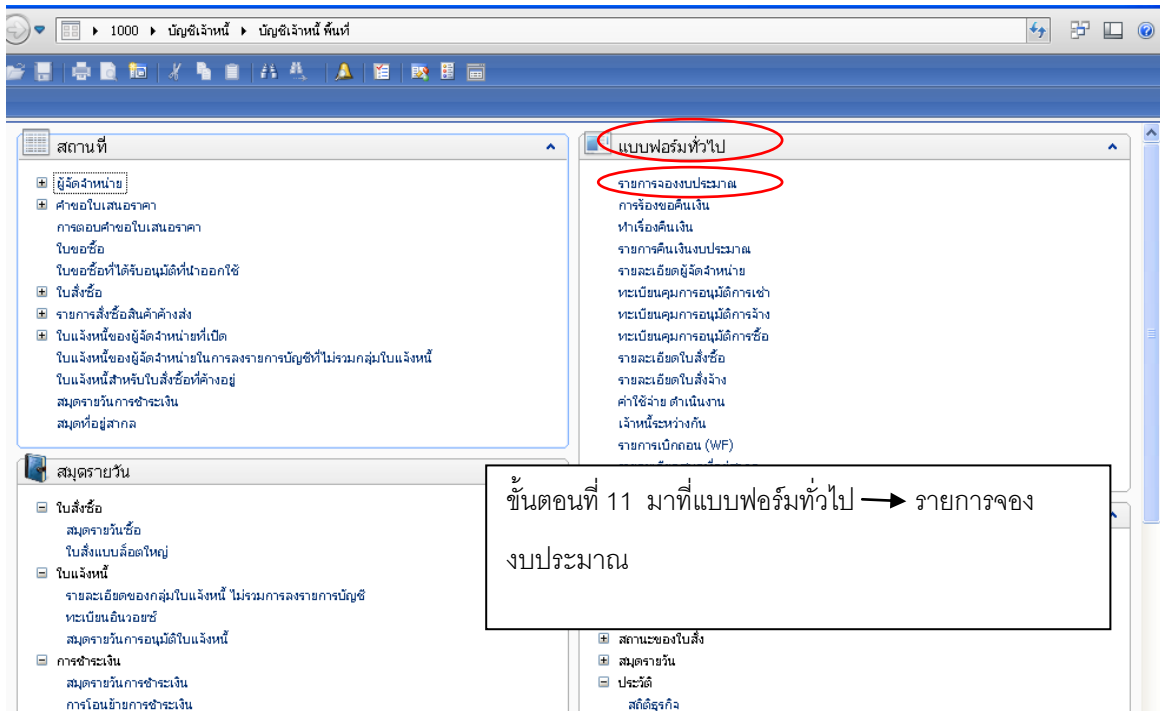 1000 บัญชีเจ้าหนี้ บัญชีเจ้าหนี้ พื้นที่
สถานที่
ผู้จัดจำหน่าย
คำขอใบเสนอราคา
การตอบคำขอใบเสนอราคา
ใบขอซื้อ
ใบขอซื้อที่ได้รับอนุมัติที่นำออกใช้
ใบสั่งซื้อ
รายการสั่งซื้อสินค้าค้างส่ง
ใบแจ้งหนี้ของผู้จัดจำหน่ายที่เปิด
ใบแจ้งหนี้ของผู้จัดจำหน่ายในการลงรายการบัญชีที่ไม่รวมกลุ่มใบแจ้งหนี้
ใบแจ้งหนี้สำหรับใบสั่งซื้อที่ค้างอยู่
สมุดรายวันการชำระเงิน
สมุดที่อยู่สากล
แบบฟอร์มทั่วไป
รายการจองงบประมาณ
การร้องขอคืนเงิน
ทำเรื่องคืนเงิน
รายการคืนเงินงบประมาณ
รายละเอียดผู้จัดจำหน่าย
ทะเบียนคุมการอนุมัติการเช่า
ทะเบียนคุมการอนุมัติการจ้าง
ทะเบียนคุมการอนุมัติการซื้อ
รายละเอียดใบสั่งซื้อ
รายละเอียดใบสั่งจ้าง
ค่าใช้จ่าย ดำเนินงาน
เจ้าหนี้ระหว่างกัน
รายการเบิกถอน (WF)
สมุดรายวัน
ใบสั่งซื้อ
สมุดรายวันซื้อ
ใบสั่งแบบล็อตใหญ่
ใบแจ้งหนี้
รายละเอียดของกลุ่มใบแจ้งหนี้ ไม่รวมการลงรายการบัญชี
ทะเบียนอินวอยซ์
สมุดรายวันการอนุมัติใบแจ้งหนี้
การชำระเงิน
สมุดรายวันการชำระเงิน
การโอนย้ายการชำระเงิน
ขั้นตอนที่ 11 มาที่แบบฟอร์มทั่วไป → รายการจอง
งบประมาณ
สถานะของใบสั่ง
สมุดรายวัน
ประวัติ
สถิติธุรกิจ